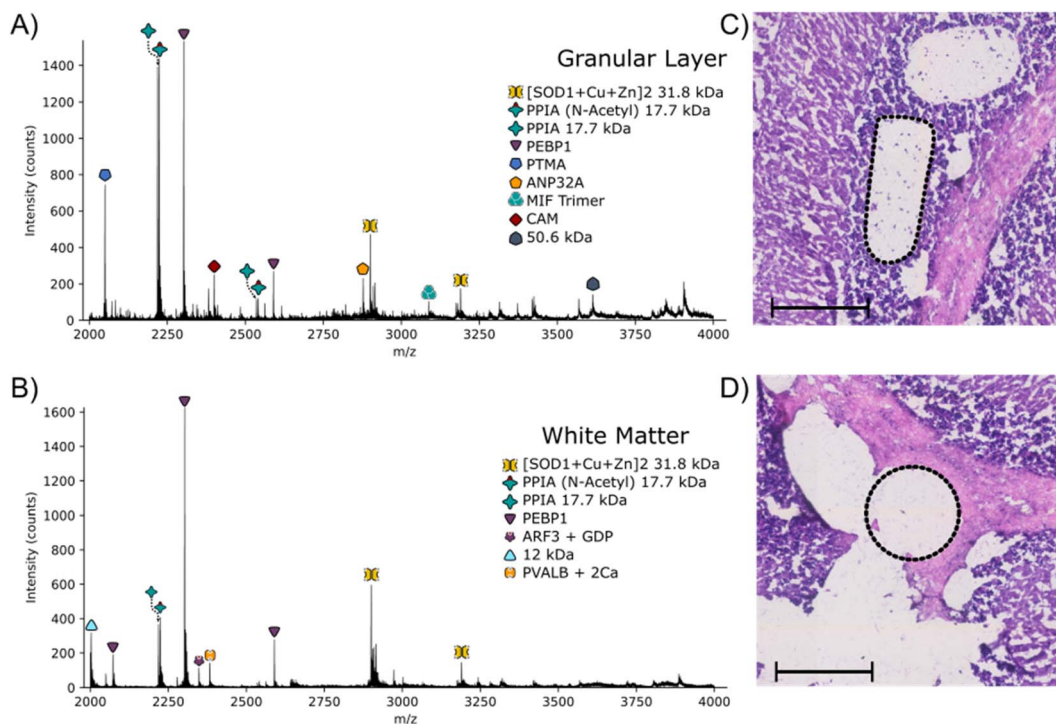 A)
Granular Layer
[SOD1+Cu+Zn]2 31.8 kDa
PPIA (N-Acetyl) 17.7 kDa
PPIA 17.7 kDa
PEBP1
PTMA
ANP32A
MIF Trimer
CAM
50.6 kDa
Intensity (counts)
1400
1200
1000
800
600
400
200
0
2000 2250 2500 2750 3000 3250 3500 3750 4000
m/z
C)
B)
White Matter
[SOD1+Cu+Zn]2 31.8 kDa
PPIA (N-Acetyl) 17.7 kDa
PPIA 17.7 kDa
PEBP1
ARF3 + GDP
12 kDa
PVALB + 2Ca
Intensity (counts)
1600
1400
1200
1000
800
600
400
200
0
2000 2250 2500 2750 3000 3250 3500 3750 4000
m/z
D)